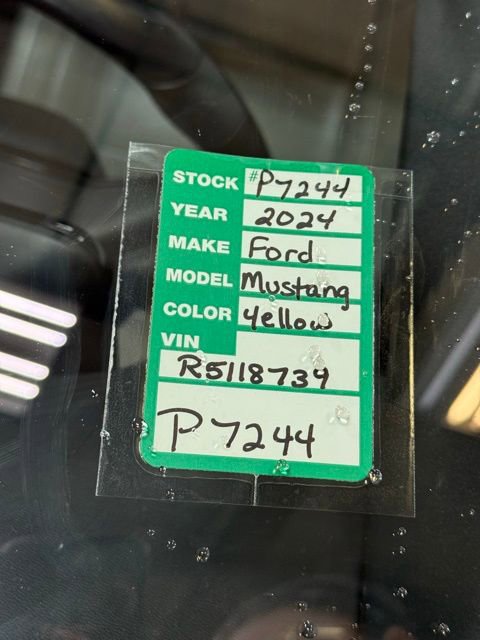 STOCK #P7244
YEAR 2024
MAKE Ford
MODEL Mustang
COLOR Yellow
VIN
R5118734
P7244